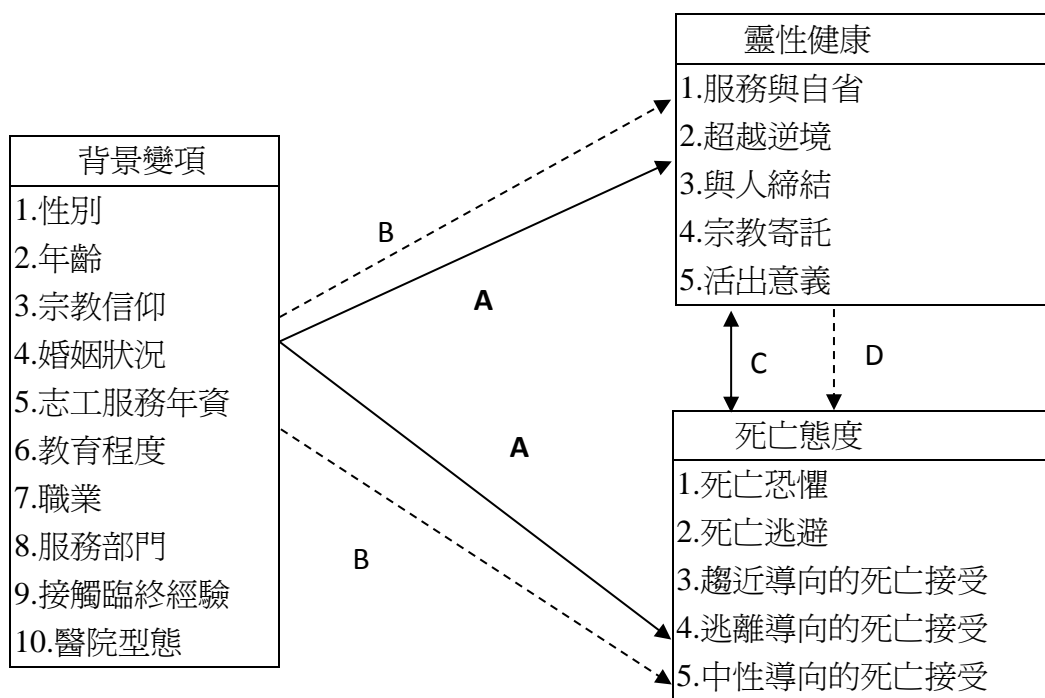 背景變項
1.性別
2.年齡
3.宗教信仰
4.婚姻狀況
5.志工服務年資
6.教育程度
7.職業
8.服務部門
9.接觸臨終經驗
10.醫院型態
B
A
A
B
靈性健康
1.服務與自省
2.超越逆境
3.與人締結
4.宗教寄託
5.活出意義
C
D
死亡態度
1.死亡恐懼
2.死亡逃避
3.趨近導向的死亡接受
4.逃離導向的死亡接受
5.中性導向的死亡接受